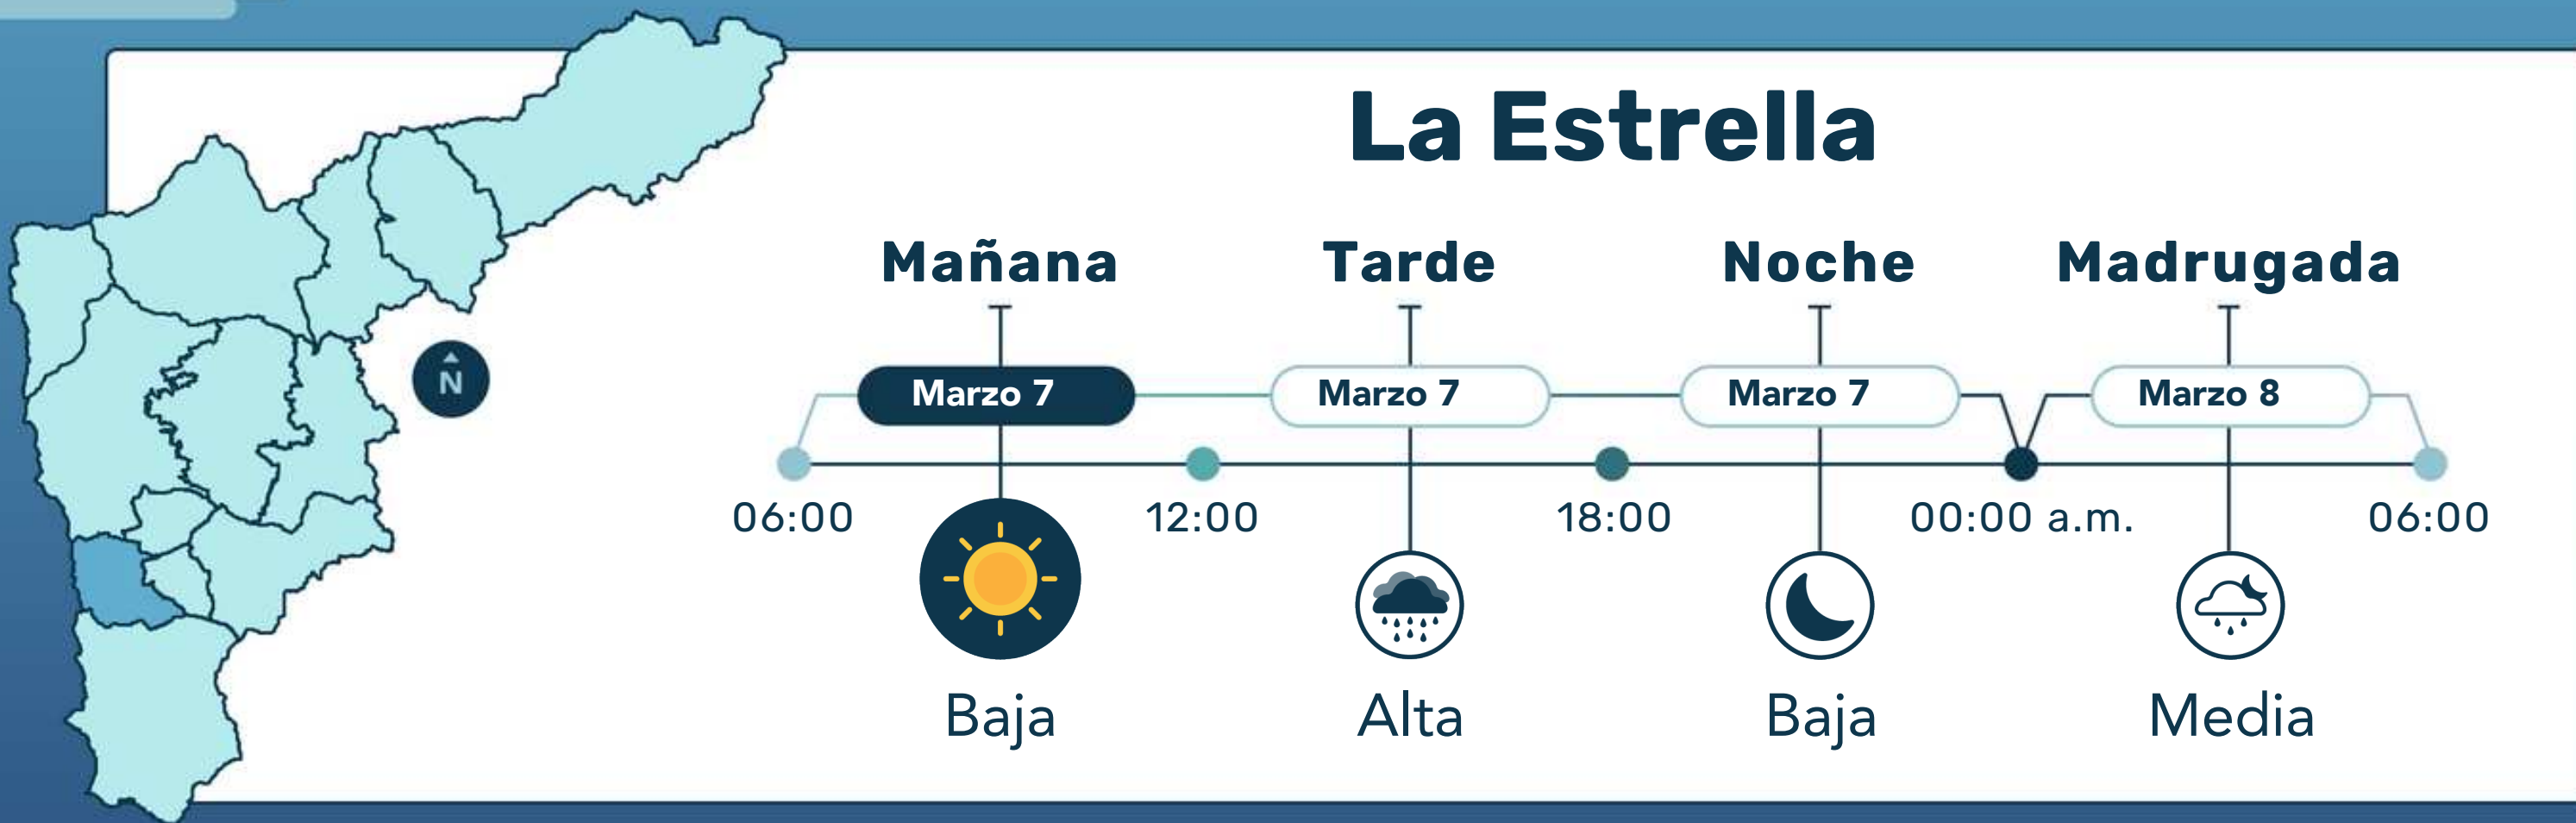 La Estrella
Mañana Tarde Noche Madrugada
N
Marzo 7 Marzo 7 Marzo 7 Marzo 8
06:00 12:00 18:00 00:00 a.m. 06:00
Baja Alta Baja Media